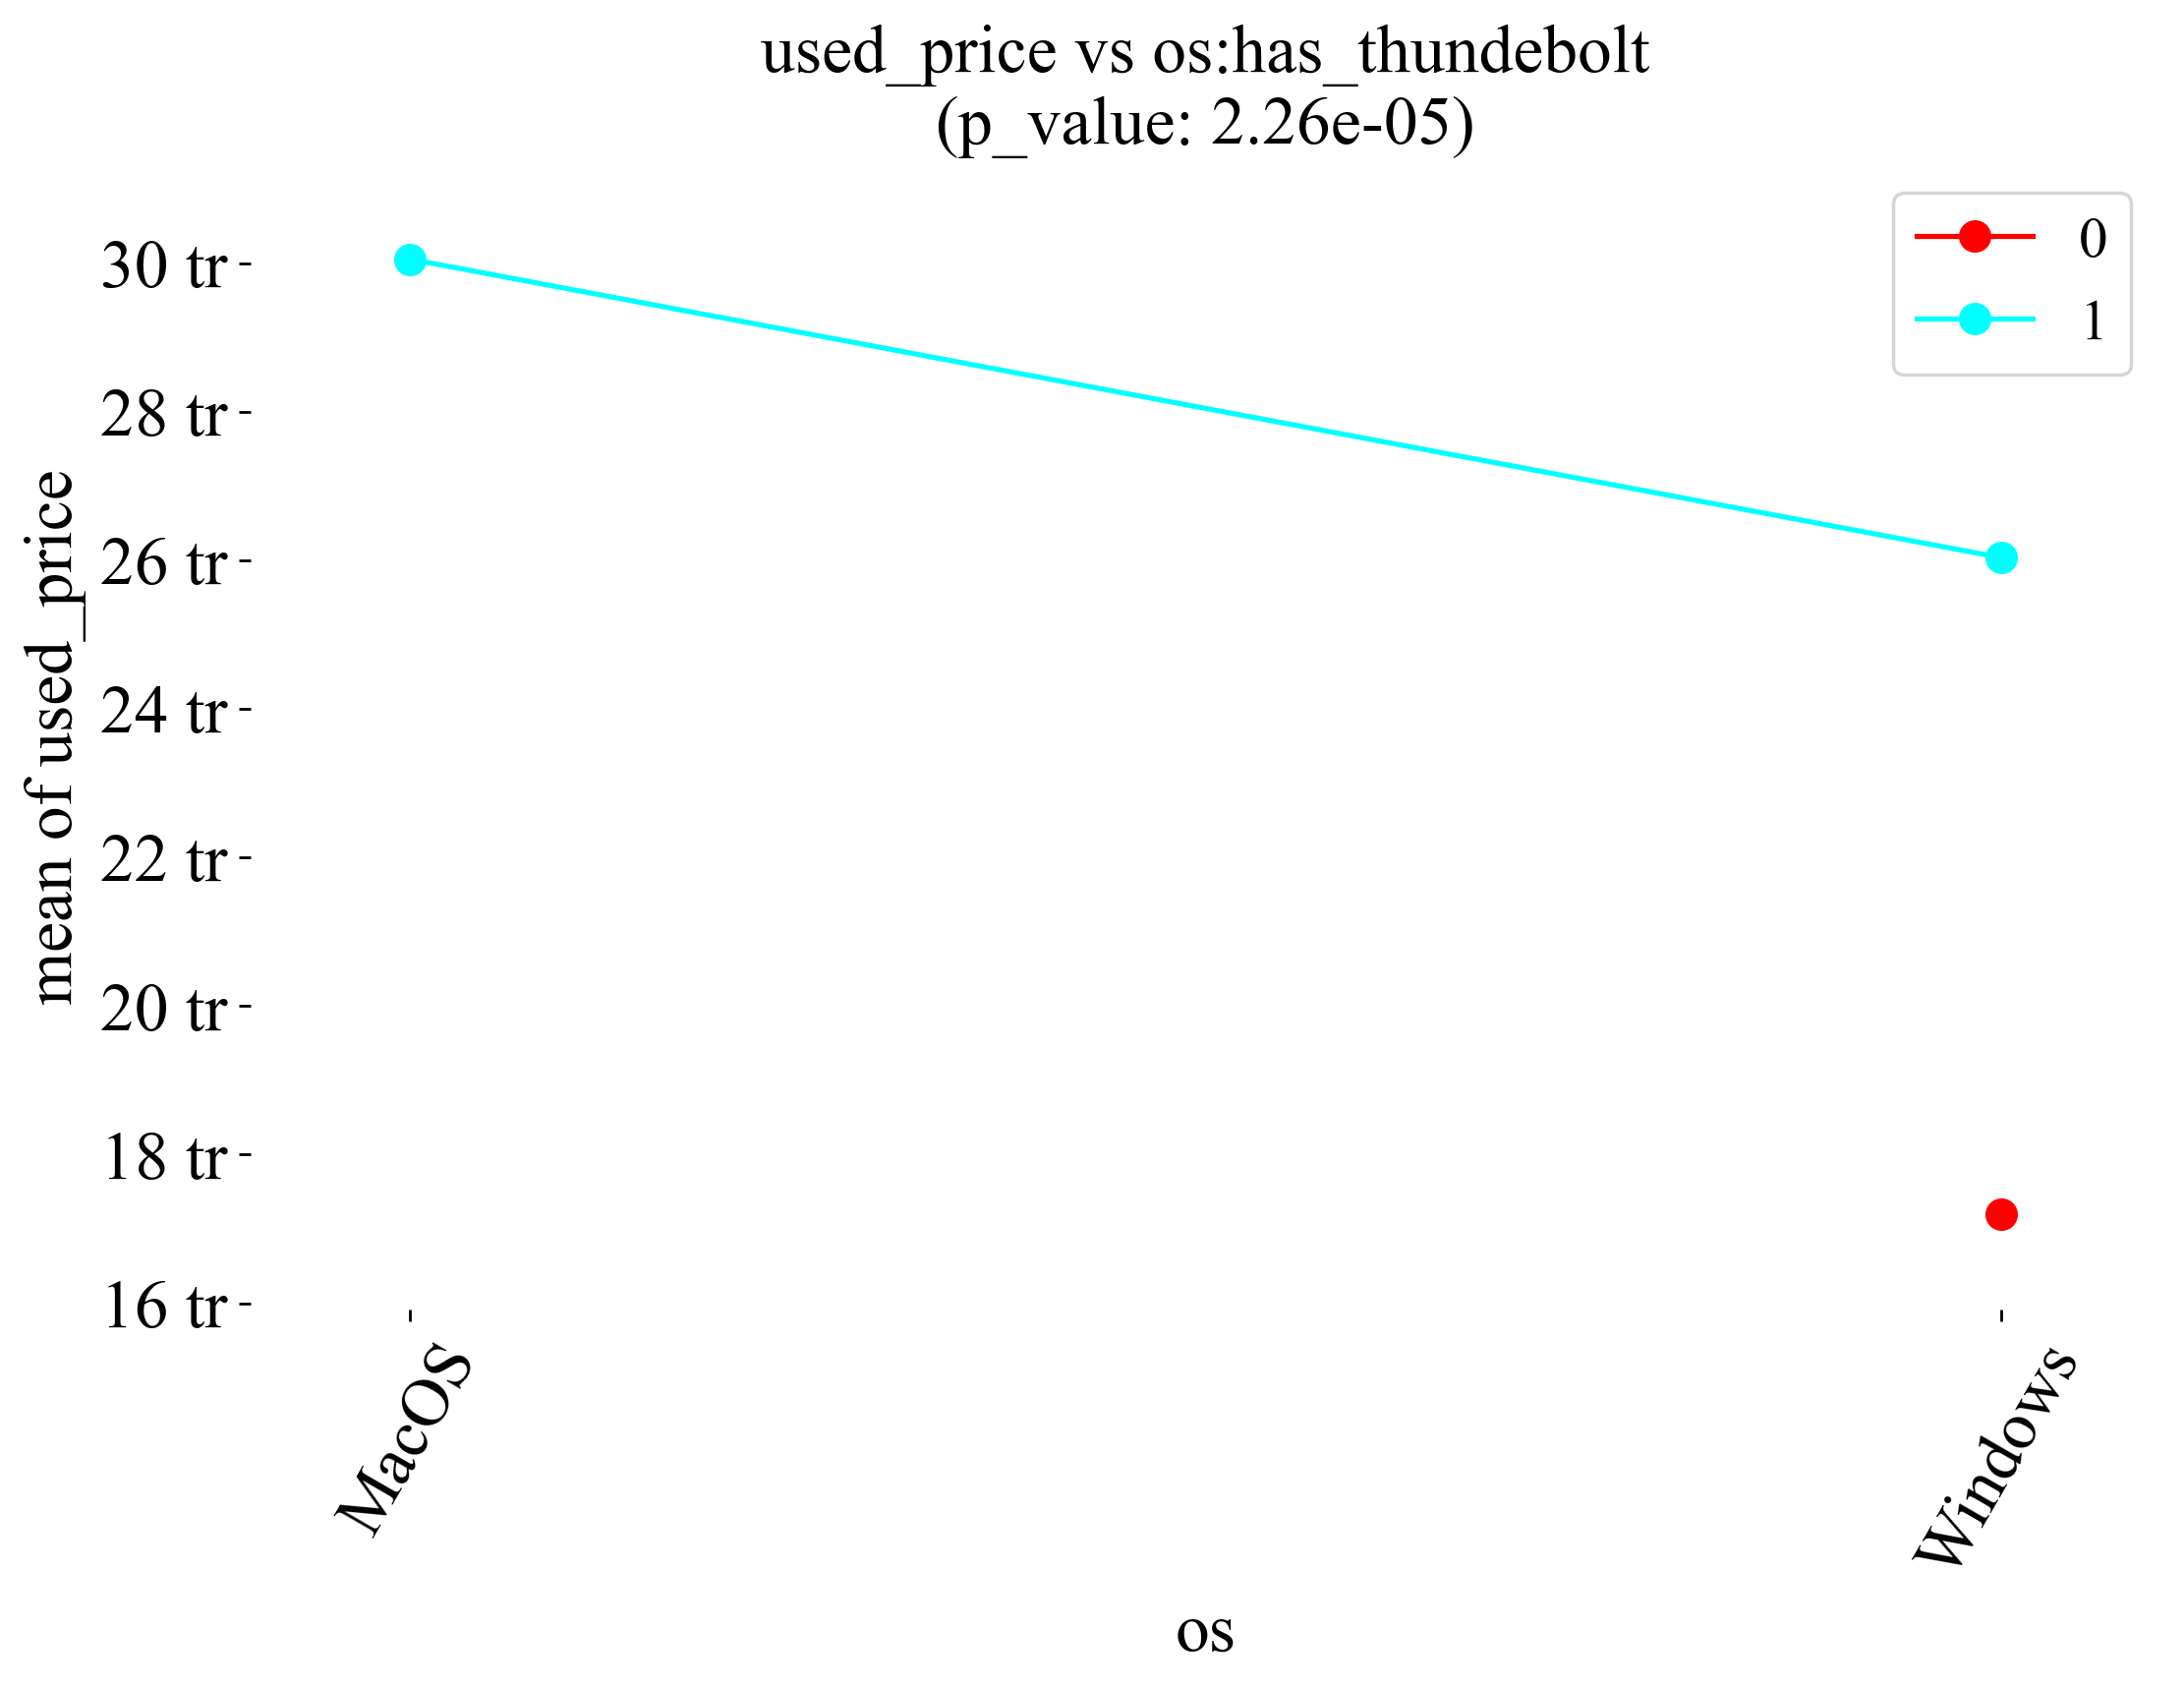 used_price vs os:has_thundebolt
(p_value: 2.26e-05)
0
1
mean of used_price
30 tr
28 tr
26 tr
24 tr
22 tr
20 tr
18 tr
16 tr
MacOS
Windows
os